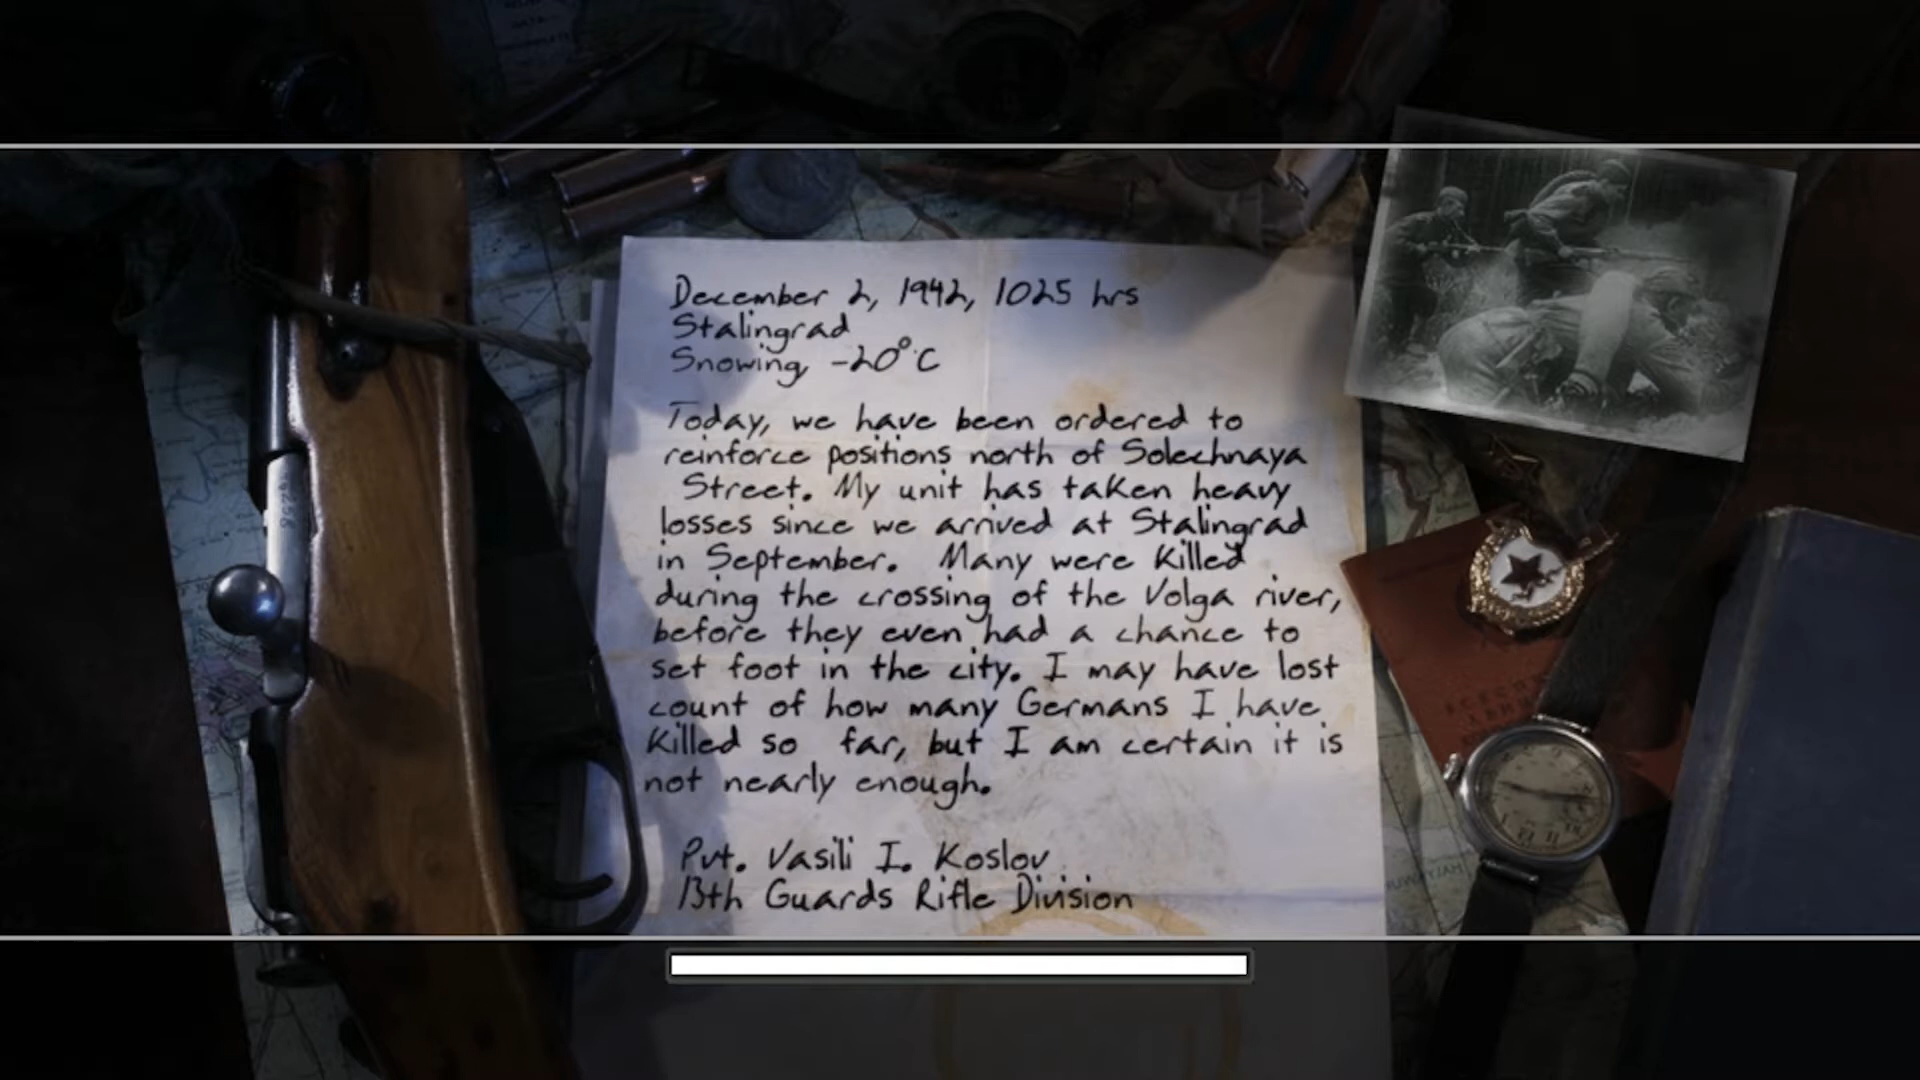 December 2, 1942, 1025 hrs
Stalingrad
Snowing, -20°C
Today, we have been ordered to
reinforce positions north of Solechnaya
Street. My unit has taken heavy
losses since we arrived at Stalingrad
in September. Many were killed
during the crossing of the Volga river,
before they even had a chance to
set foot in the city. I may have lost
count of how many Germans I have
killed so far, but I am certain it is
not nearly enough.
Pvt. Vasili I. Koslov
13th Guards Rifle Division